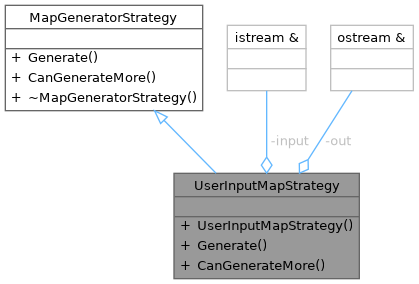 MapGeneratorStrategy
+ Generate()
+ CanGenerateMore()
+ ~MapGeneratorStrategy()
istream &
ostream &
-input
-out
UserInputMapStrategy
+ UserInputMapStrategy()
+ Generate()
+ CanGenerateMore()